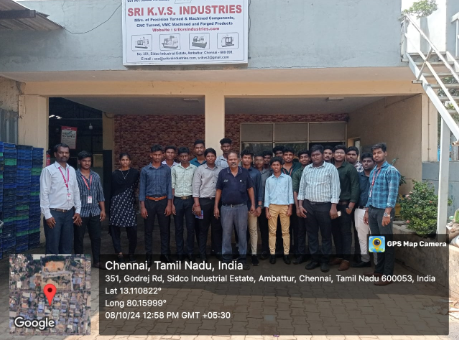 SRI K.V.S. INDUSTRIES
Mfrs. of Precision Turned & Machined Components,
CNC Turned, VMC Machined and Forged Products
Website : srikvsindustries.com
GPS Map Camera
Chennai, Tamil Nadu, India
351, Godrej Rd, Sidco Industrial Estate, Ambattur, Chennai, Tamil Nadu 600053, India
Lat 13.110822°
Long 80.15999°
08/10/24 12:58 PM GMT +05:30
Google